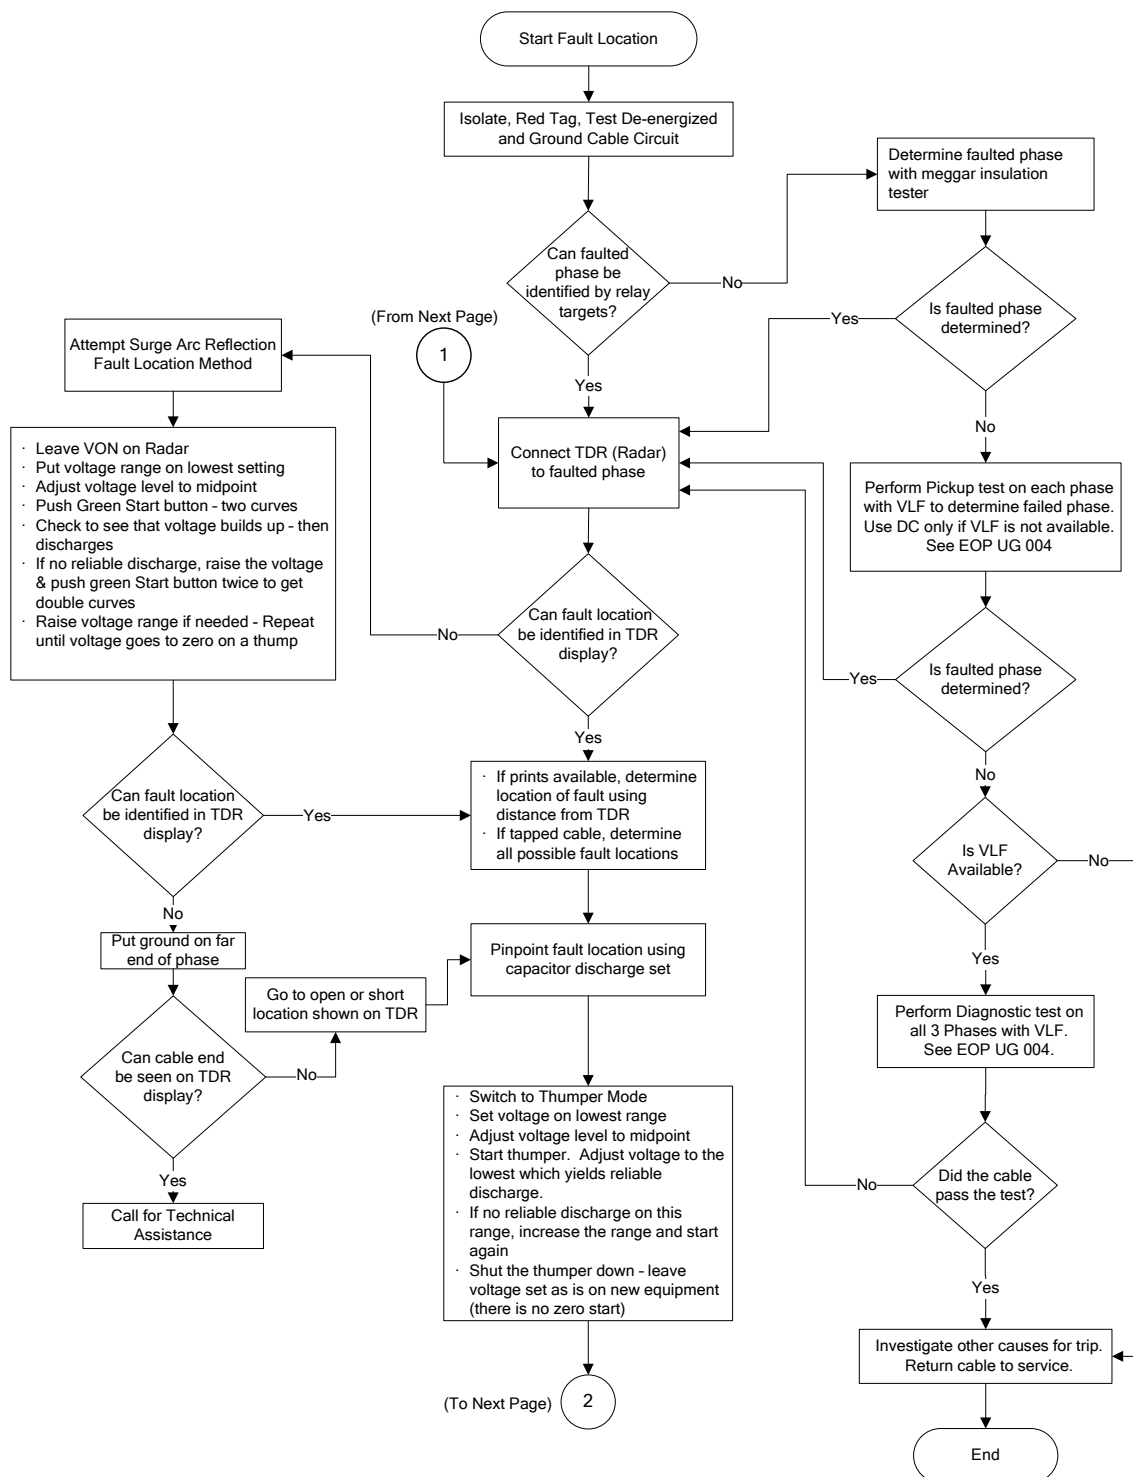 Start Fault Location
Isolate, Red Tag, Test De-energized
and Ground Cable Circuit
Determine faulted phase
with meggar insulation
tester
Can faulted
phase be
identified by relay
targets?
No
Is faulted phase
determined?
Yes
(From Next Page)
1
Attempt Surge Arc Reflection
Fault Location Method
Yes
No
· Leave VON on Radar
· Put voltage range on lowest setting
· Adjust voltage level to midpoint
· Push Green Start button - two curves
· Check to see that voltage builds up - then
discharges
· If no reliable discharge, raise the voltage
& push green Start button twice to get
double curves
· Raise voltage range if needed - Repeat
until voltage goes to zero on a thump
Connect TDR (Radar)
to faulted phase
Perform Pickup test on each phase
with VLF to determine failed phase.
Use DC only if VLF is not available.
See EOP UG 004
Can fault location
be identified in TDR
display?
No
Is faulted phase
determined?
Yes
Yes
No
Can fault location
be identified in TDR
display?
Yes
· If prints available, determine
location of fault using
distance from TDR
· If tapped cable, determine
all possible fault locations
Is VLF
Available?
No
No
Put ground on far
end of phase
Pinpoint fault location using
capacitor discharge set
Yes
Go to open or short
location shown on TDR
Perform Diagnostic test on
all 3 Phases with VLF.
See EOP UG 004.
Can cable end
be seen on TDR
display?
No
· Switch to Thumper Mode
· Set voltage on lowest range
· Adjust voltage level to midpoint
· Start thumper. Adjust voltage to the
lowest which yields reliable
discharge.
· If no reliable discharge on this
range, increase the range and start
again
· Shut the thumper down - leave
voltage set as is on new equipment
(there is no zero start)
Did the cable
pass the test?
No
Yes
Call for Technical
Assistance
Yes
Investigate other causes for trip.
Return cable to service.
(To Next Page)
2
End